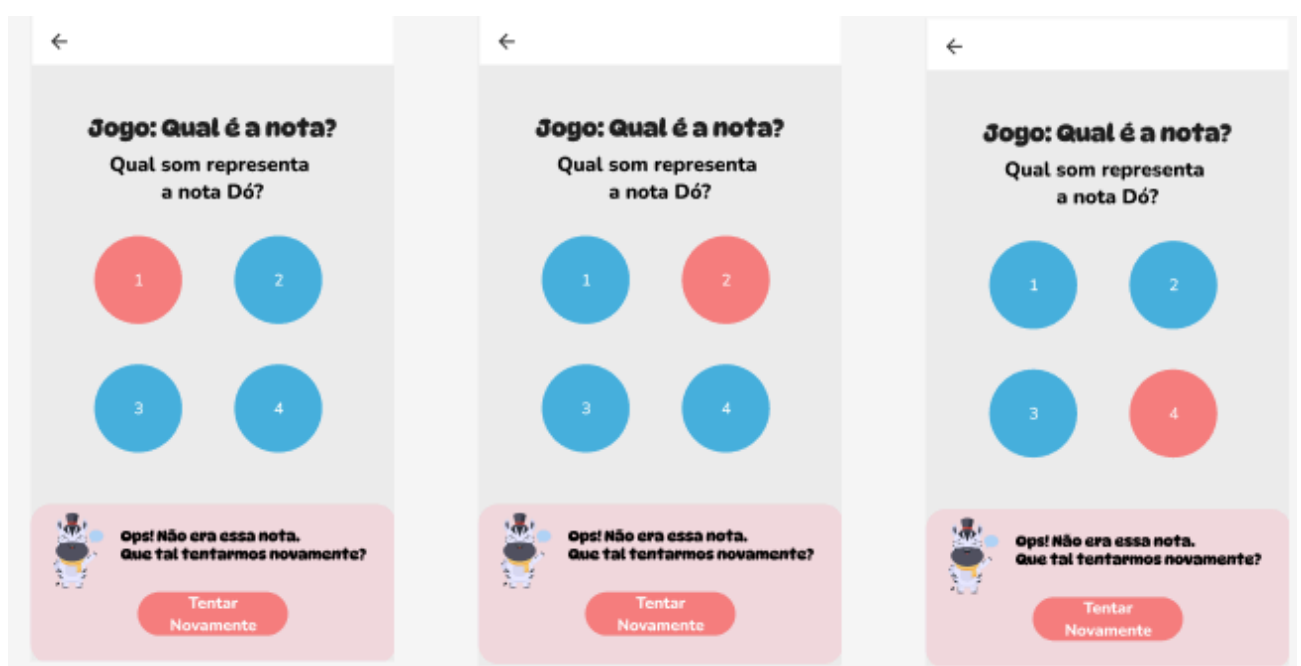 Jogo: Qual é a nota?
Qual som representa
a nota Dó?
1
2
3
4
Ops! Não era essa nota.
Que tal tentarmos novamente?
Tentar
Novamente
Jogo: Qual é a nota?
Qual som representa
a nota Dó?
1
2
3
4
Ops! Não era essa nota.
Que tal tentarmos novamente?
Tentar
Novamente
Jogo: Qual é a nota?
Qual som representa
a nota Dó?
1
2
3
4
Ops! Não era essa nota.
Que tal tentarmos novamente?
Tentar
Novamente